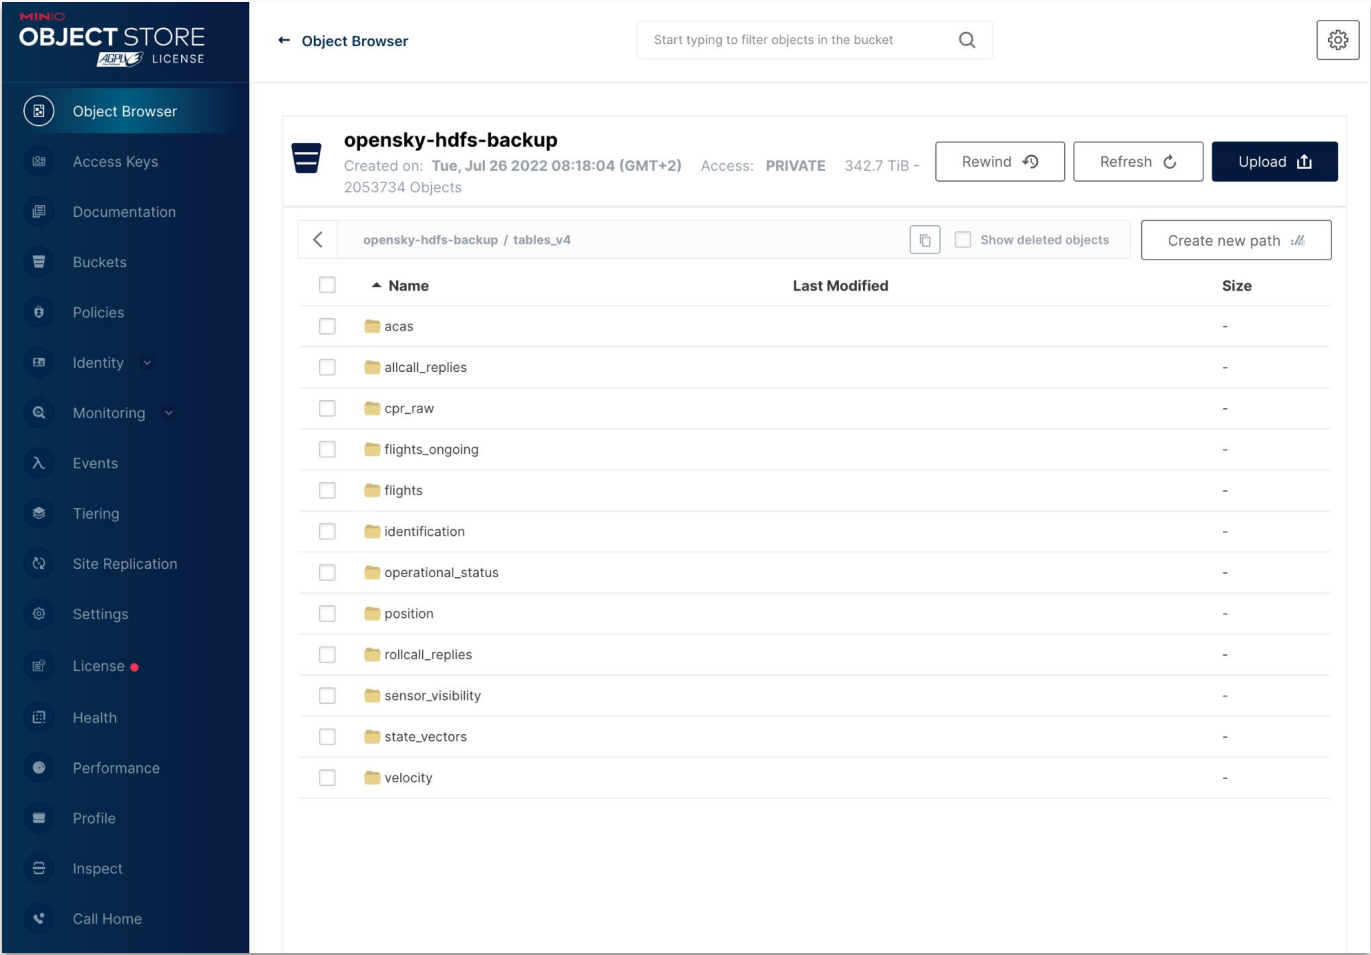 MINIO
OBJECT STORE
AGPLv3 LICENSE
← Object Browser
Start typing to filter objects in the bucket
Object Browser
Access Keys
Documentation
Buckets
Policies
Identity
Monitoring
Events
Tiering
Site Replication
Settings
License
Health
Performance
Profile
Inspect
Call Home
opensky-hdfs-backup
Created on: Tue, Jul 26 2022 08:18:04 (GMT+2) Access: PRIVATE 342.7 TiB -
2053734 Objects
Rewind
Refresh
Upload
opensky-hdfs-backup / tables_v4
Show deleted objects
Create new path
Name Last Modified Size
acas -
allcall_replies -
cpr_raw -
flights_ongoing -
flights -
identification -
operational_status -
position -
rollcall_replies -
sensor_visibility -
state_vectors -
velocity -